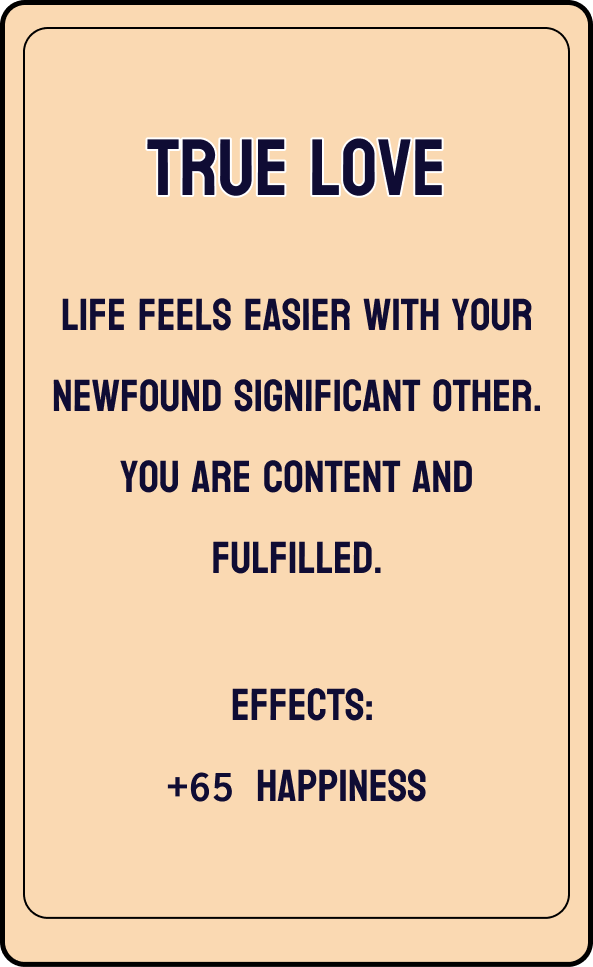 TRUE LOVE
LIFE FEELS EASIER WITH YOUR
NEWFOUND SIGNIFICANT OTHER.
YOU ARE CONTENT AND
FULFILLED.
EFFECTS:
+65 HAPPINESS